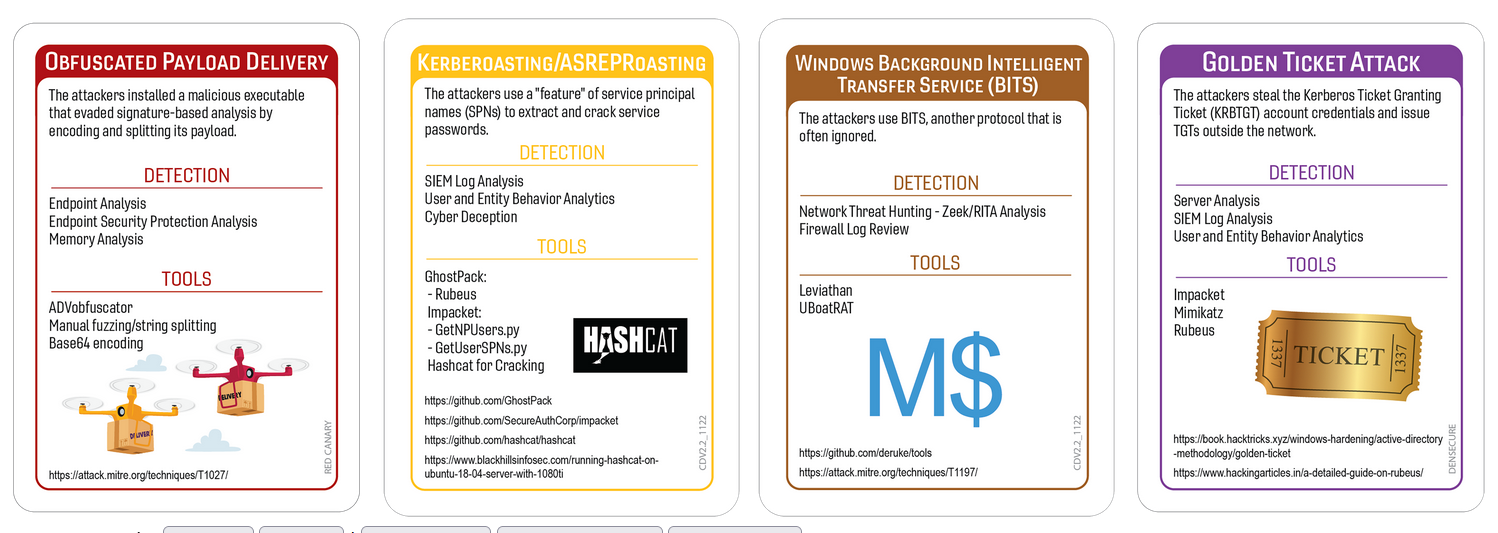 OBFUSCATED PAYLOAD DELIVERY
The attackers installed a malicious executable
that evaded signature-based analysis by
encoding and splitting its payload.
DETECTION
Endpoint Analysis
Endpoint Security Protection Analysis
Memory Analysis
TOOLS
ADVobfuscator
Manual fuzzing/string splitting
Base64 encoding
DELIVERY
DELIVER
RED CANARY
https://attack.mitre.org/techniques/T1027/
KERBEROASTING/ASREPROASTING
The attackers use a "feature" of service principal
names (SPNs) to extract and crack service
passwords.
DETECTION
SIEM Log Analysis
User and Entity Behavior Analytics
Cyber Deception
TOOLS
GhostPack:
- Rubeus
Impacket:
- GetNPUsers.py
- GetUserSPNs.py
Hashcat for Cracking
HASHCAT
https://github.com/GhostPack
https://github.com/SecureAuthCorp/impacket
https://github.com/hashcat/hashcat
https://www.blackhillsinfosec.com/running-hashcat-on-
ubuntu-18-04-server-with-1080ti
CDV2.2_1122
WINDOWS BACKGROUND INTELLIGENT
TRANSFER SERVICE (BITS)
The attackers use BITS, another protocol that is
often ignored.
DETECTION
Network Threat Hunting - Zeek/RITA Analysis
Firewall Log Review
TOOLS
Leviathan
UBoatRAT
M$
https://github.com/deruke/tools
https://attack.mitre.org/techniques/T1197/
CDV2.2_1122
GOLDEN TICKET ATTACK
The attackers steal the Kerberos Ticket Granting
Ticket (KRBTGT) account credentials and issue
TGTs outside the network.
DETECTION
Server Analysis
SIEM Log Analysis
User and Entity Behavior Analytics
TOOLS
Impacket
Mimikatz
Rubeus
1337
TICKET
1337
https://book.hacktricks.xyz/windows-hardening/active-directory
-methodology/golden-ticket
https://www.hackingarticles.in/a-detailed-guide-on-rubeus/
DENSECURE